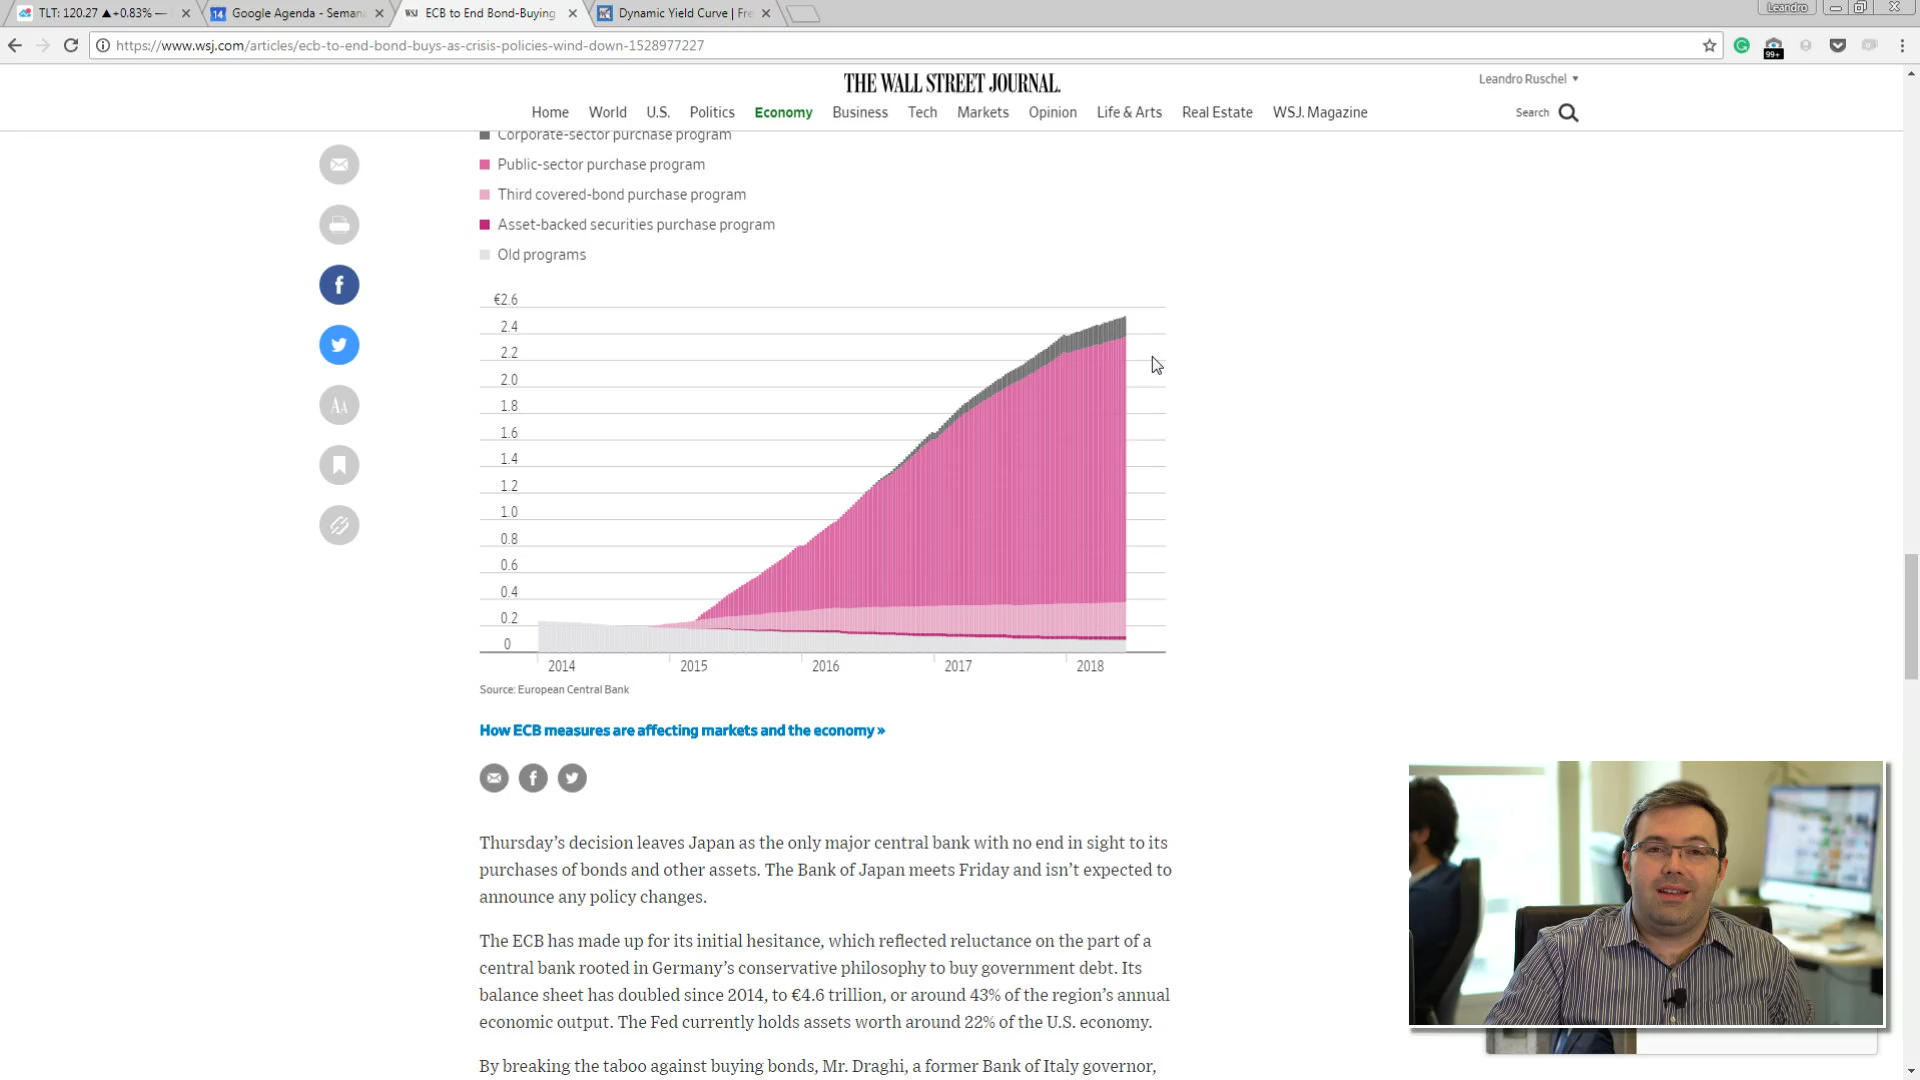 TLT: 120.27 ▲+0.83% —
Google Agenda - Semana
ECB to End Bond-Buying
Dynamic Yield Curve | Fre
Leandro
https://www.wsj.com/articles/ecb-to-end-bond-buys-as-crisis-policies-wind-down-1528977227
99+
THE WALL STREET JOURNAL.
Leandro Ruschel
Home World U.S. Politics Economy Business Tech Markets Opinion Life & Arts Real Estate WSJ. Magazine
Search
Corporate-sector purchase program
Public-sector purchase program
Third covered-bond purchase program
Asset-backed securities purchase program
Old programs
€2.6
2.4
2.2
2.0
1.8
1.6
1.4
1.2
1.0
0.8
0.6
0.4
0.2
0
2014 2015 2016 2017 2018
Source: European Central Bank
How ECB measures are affecting markets and the economy »
Thursday’s decision leaves Japan as the only major central bank with no end in sight to its
purchases of bonds and other assets. The Bank of Japan meets Friday and isn’t expected to
announce any policy changes.
The ECB has made up for its initial hesitance, which reflected reluctance on the part of a
central bank rooted in Germany’s conservative philosophy to buy government debt. Its
balance sheet has doubled since 2014, to €4.6 trillion, or around 43% of the region’s annual
economic output. The Fed currently holds assets worth around 22% of the U.S. economy.
By breaking the taboo against buying bonds, Mr. Draghi, a former Bank of Italy governor,